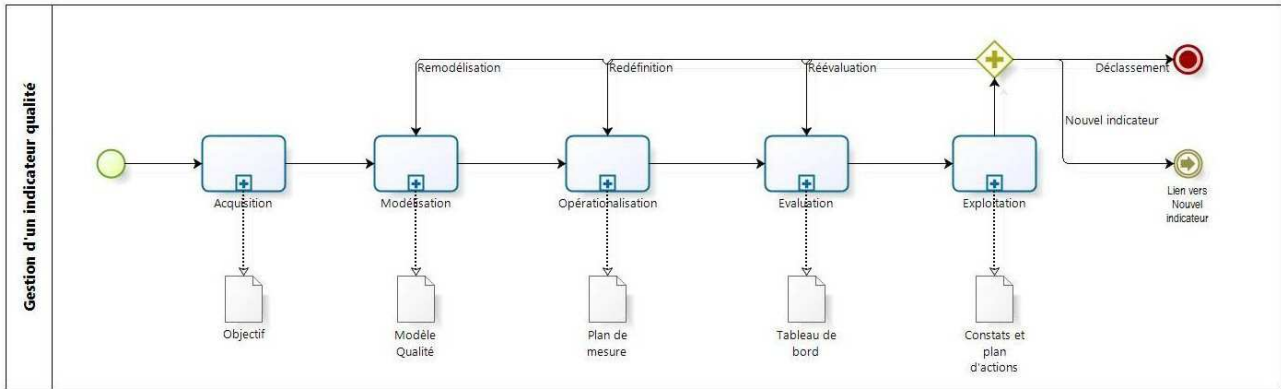 Gestion d'un indicateur qualité
Remodélisation
Redéfinition
Réévaluation
Déclassement
Nouvel indicateur
Acquisition
Modélisation
Opérationalisation
Evaluation
Exploitation
Lien vers
Nouvel
indicateur
Objectif
Modèle
Qualité
Plan de
mesure
Tableau de
bord
Constats et
plan
d'actions